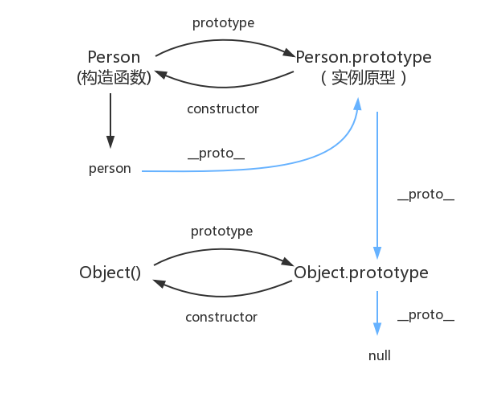 prototype
Person
(构造函数)
Person.prototype
( 实例原型 )
constructor
__proto__
person
__proto__
prototype
Object()
Object.prototype
constructor
__proto__
null